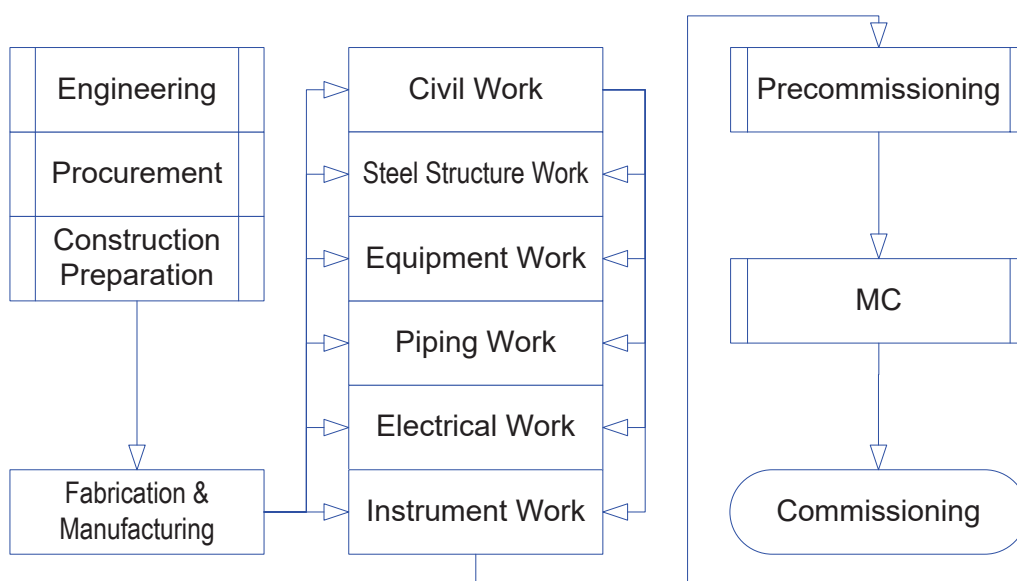 Engineering
Procurement
Construction
Preparation
Fabrication &
Manufacturing
Civil Work
Steel Structure Work
Equipment Work
Piping Work
Electrical Work
Instrument Work
Precommissioning
MC
Commissioning